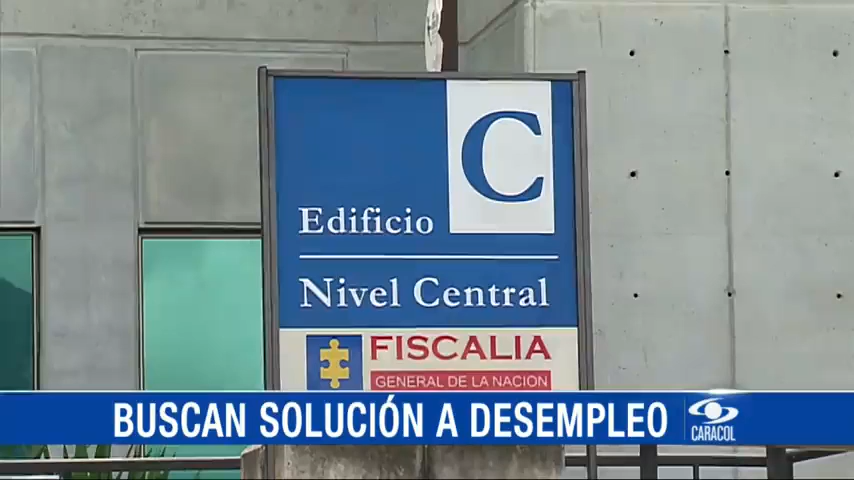 C
Edificio
Nivel Central
FISCALIA
GENERAL DE LA NACION
BUSCAN SOLUCIÓN A DESEMPLEO
CARACOL